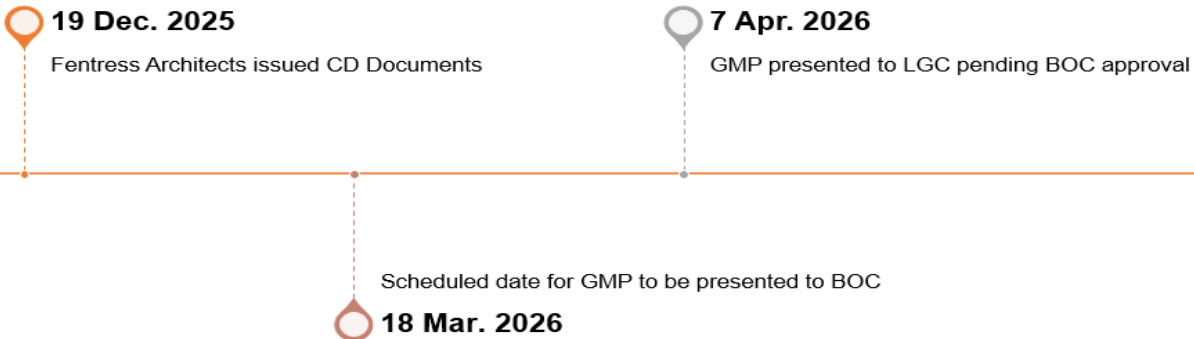 19 Dec. 2025
Fentress Architects issued CD Documents
7 Apr. 2026
GMP presented to LGC pending BOC approval
Scheduled date for GMP to be presented to BOC
18 Mar. 2026